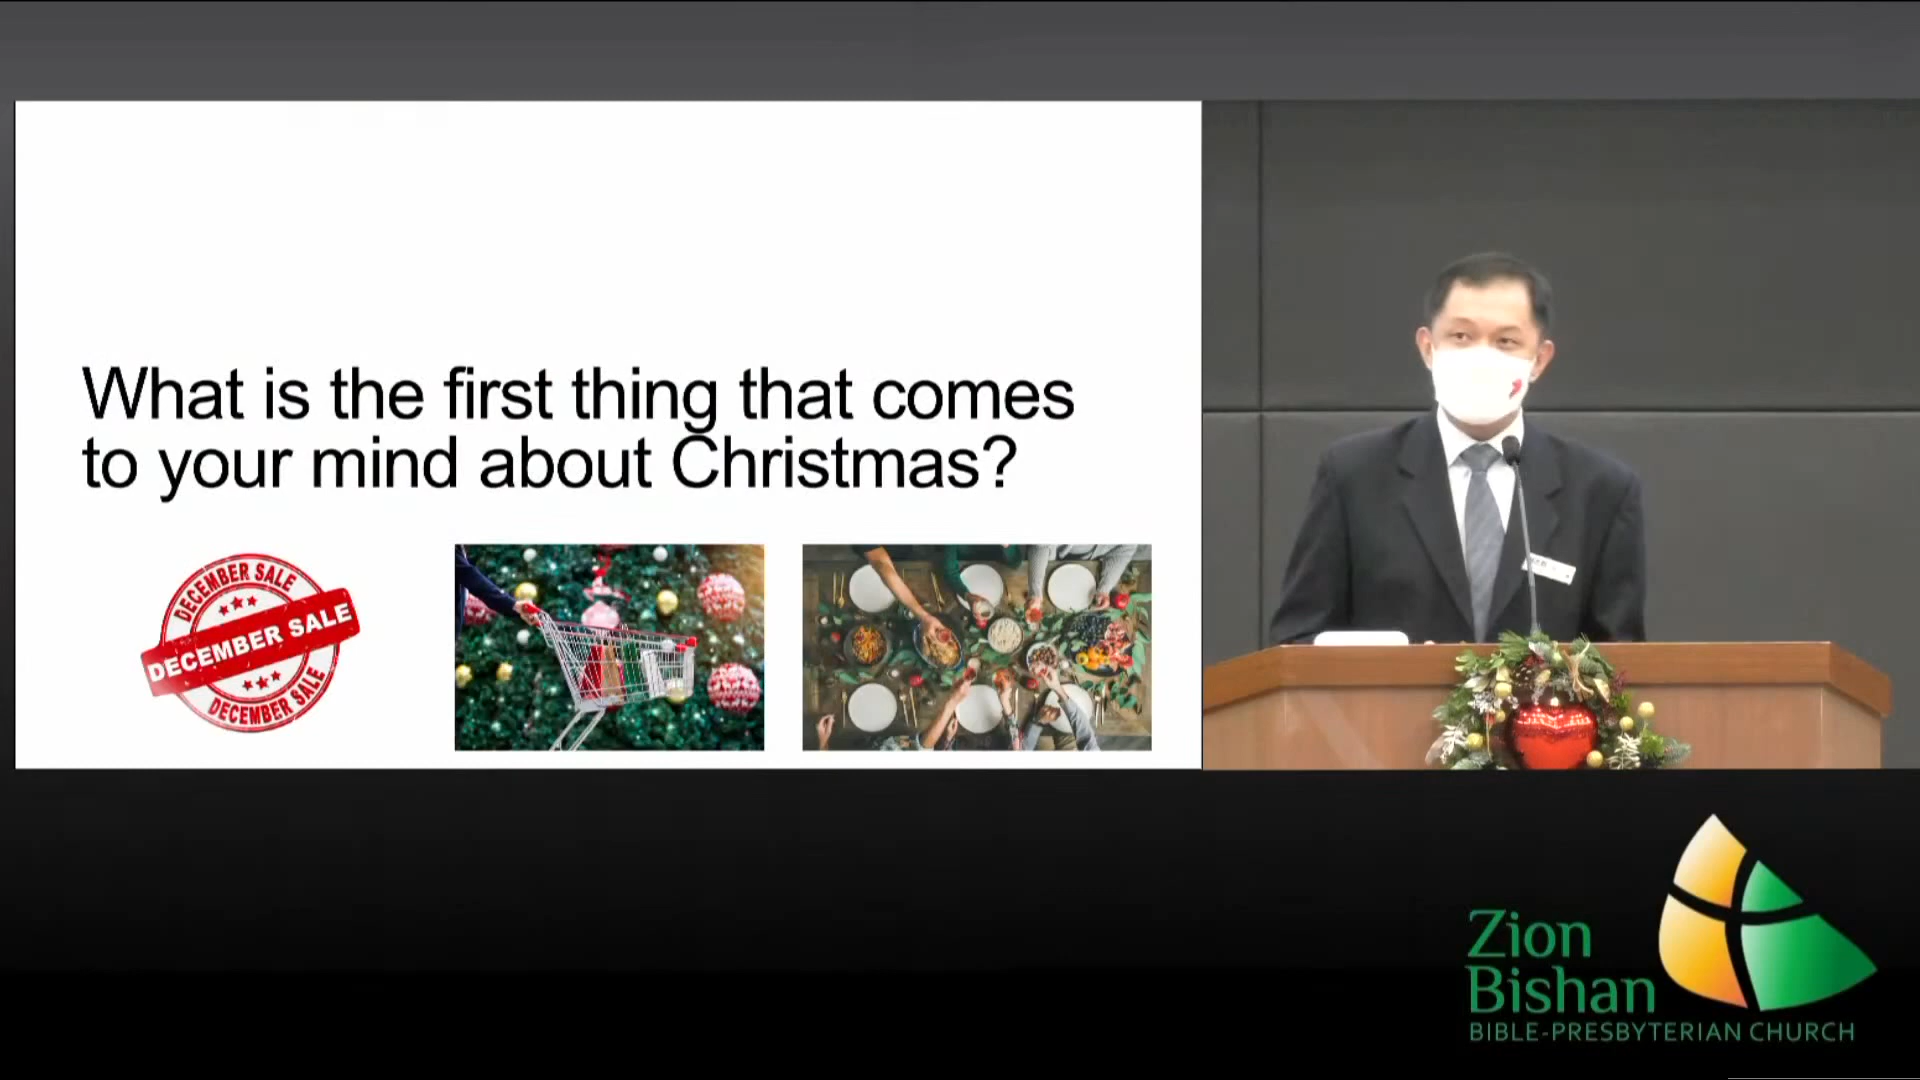 What is the first thing that comes
to your mind about Christmas?
DECEMBER SALE
DECEMBER SALE
DECEMBER SALE
Zion
Bishan
BIBLE-PRESBYTERIAN CHURCH